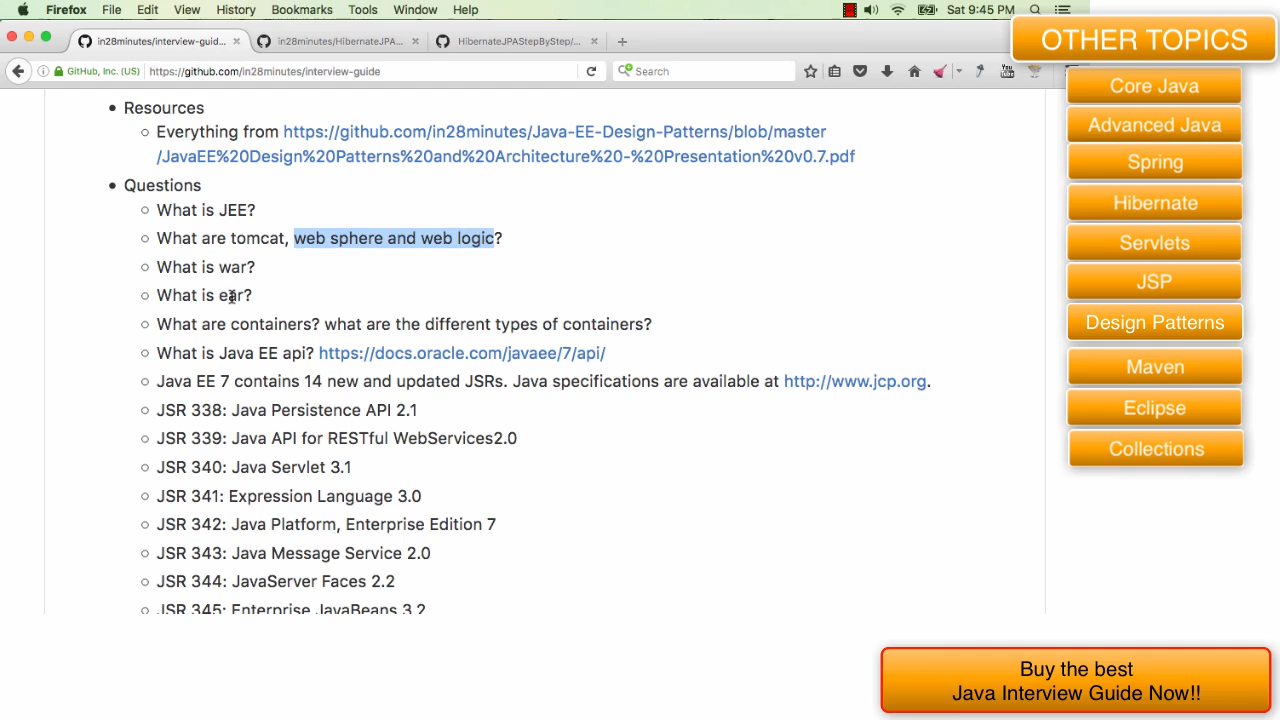 Firefox File Edit View History Bookmarks Tools Window Help Sat 9:45 PM
in28minutes/interview-guid... × in28minutes/HibernateJPA... × HibernateJPAStepByStep/... × +
GitHub, Inc. (US) https://github.com/in28minutes/interview-guide Search
Resources
Everything from https://github.com/in28minutes/Java-EE-Design-Patterns/blob/master
/JavaEE%20Design%20Patterns%20and%20Architecture%20-%20Presentation%20v0.7.pdf
Questions
What is JEE?
What are tomcat, web sphere and web logic?
What is war?
What is ear?
What are containers? what are the different types of containers?
What is Java EE api? https://docs.oracle.com/javaee/7/api/
Java EE 7 contains 14 new and updated JSRs. Java specifications are available at http://www.jcp.org.
JSR 338: Java Persistence API 2.1
JSR 339: Java API for RESTful WebServices2.0
JSR 340: Java Servlet 3.1
JSR 341: Expression Language 3.0
JSR 342: Java Platform, Enterprise Edition 7
JSR 343: Java Message Service 2.0
JSR 344: JavaServer Faces 2.2
JSR 345: Enterprise JavaBeans 3.2
OTHER TOPICS
Core Java
Advanced Java
Spring
Hibernate
Servlets
JSP
Design Patterns
Maven
Eclipse
Collections
Buy the best
Java Interview Guide Now!!